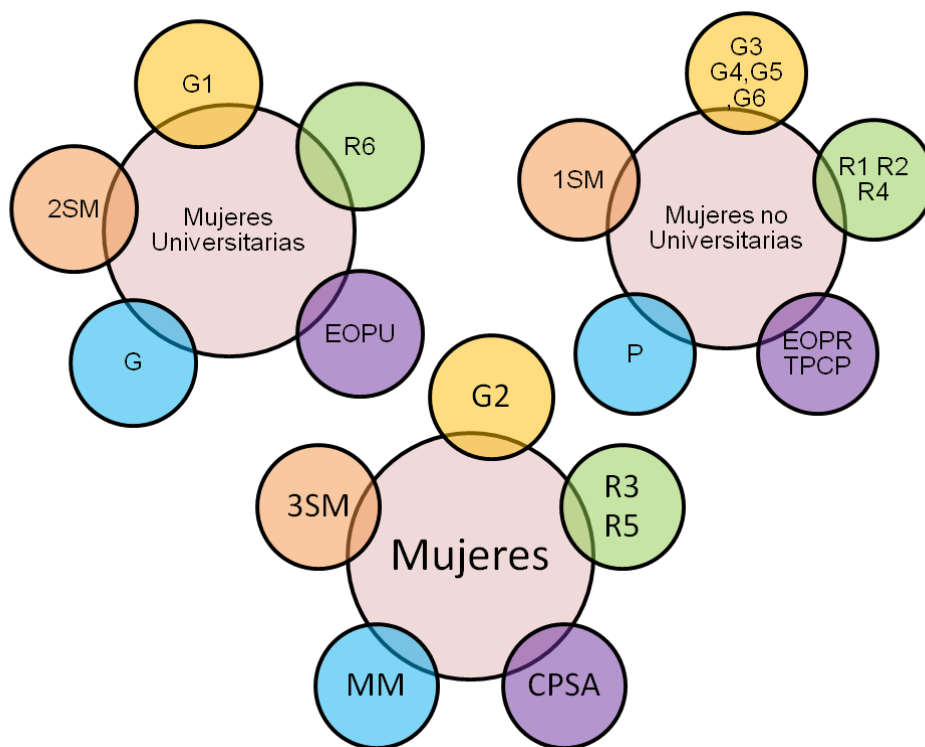 G1
R6
2SM
Mujeres
Universitarias
EOPU
G
G3
G4,G5
,G6
1SM
R1 R2
R4
Mujeres no
Universitarias
P
EOPR
TPCP
G2
3SM
R3
R5
Mujeres
MM
CPSA